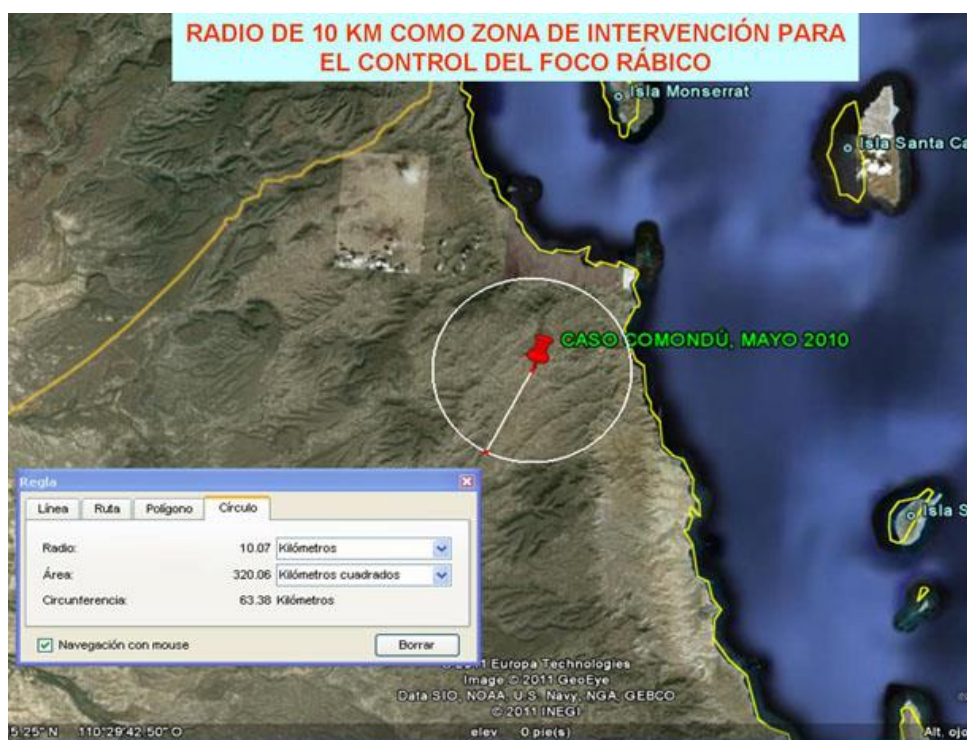 RADIO DE 10 KM COMO ZONA DE INTERVENCIÓN PARA
EL CONTROL DEL FOCO RÁBICO
Isla Monserrat
Isla Santa Ca
CASO COMONDÚ, MAYO 2010
Regla
Línea Ruta Polígono Círculo
Radio: 10.07 Kilómetros
Área: 320.06 Kilómetros cuadrados
Circunferencia: 63.38 Kilómetros
Navegación con mouse Borrar
Isla S
© 2011 Europa Technologies
Image © 2011 GeoEye
Data SIO, NOAA, U.S. Navy, NGA, GEBCO
© 2011 INEGI
5'25" N 110°29'42.50" O elev 0 pie(s) Alt. ojo